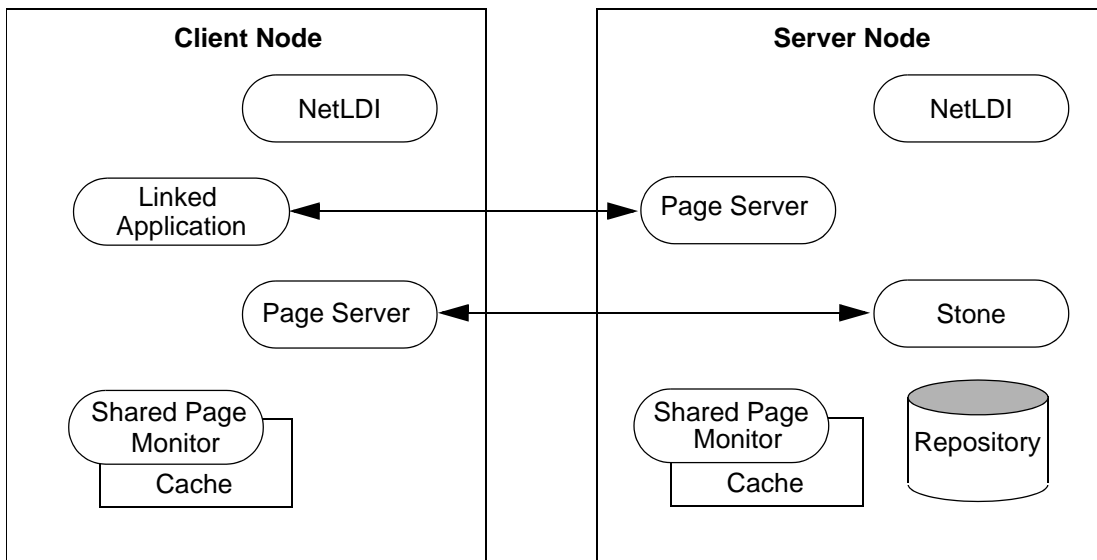 Client Node
NetLDI
Linked
Application
Page Server
Shared Page
Monitor
Cache
Server Node
NetLDI
Page Server
Stone
Shared Page
Monitor
Cache
Repository